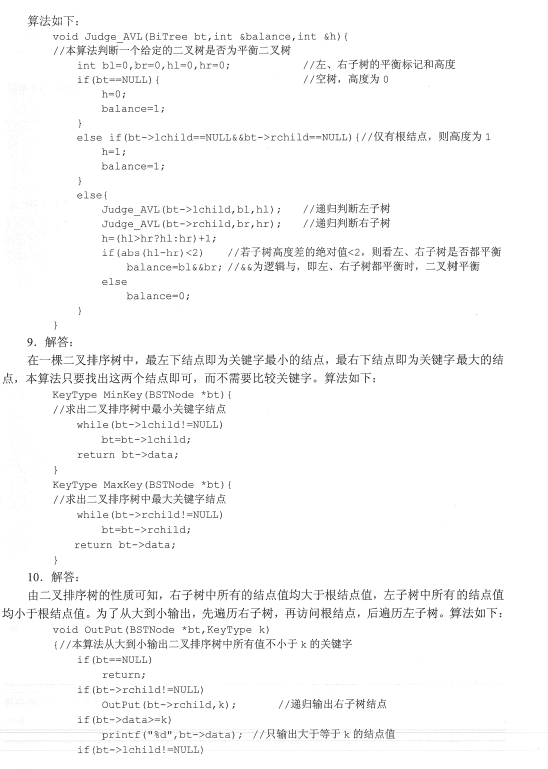 算法如下：
void Judge_AVL(BiTree bt,int &balance,int &h){
//本算法判断一个给定的二叉树是否为平衡二叉树
int bl=0,br=0,hl=0,hr=0; //左、右子树的平衡标记和高度
if(bt==NULL){ //空树，高度为 0
h=0;
balance=1;
}
else if(bt->lchild==NULL&&bt->rchild==NULL){//仅有根结点，则高度为 1
h=1;
balance=1;
}
else{
Judge_AVL(bt->lchild,bl,hl); //递归判断左子树
Judge_AVL(bt->rchild,br,hr); //递归判断右子树
h=(hl>hr?hl:hr)+1;
if(abs(hl-hr)<2) //若子树高度差的绝对值<2，则看左、右子树是否都平衡
balance=bl&&br; //&&为逻辑与，即左、右子树都平衡时，二叉树平衡
else
balance=0;
}
}
9．解答：
在一棵二叉排序树中，最左下结点即为关键字最小的结点，最右下结点即为关键字最大的结
点，本算法只要找出这两个结点即可，而不需要比较关键字。算法如下：
KeyType MinKey(BSTNode *bt){
//求出二叉排序树中最小关键字结点
while(bt->lchild!=NULL)
bt=bt->lchild;
return bt->data;
}
KeyType MaxKey(BSTNode *bt){
//求出二叉排序树中最大关键字结点
while(bt->rchild!=NULL)
bt=bt->rchild;
return bt->data;
}
10．解答：
由二叉排序树的性质可知，右子树中所有的结点值均大于根结点值，左子树中所有的结点值
均小于根结点值。为了从大到小输出，先遍历右子树，再访问根结点，后遍历左子树。算法如下：
void OutPut(BSTNode *bt,KeyType k)
{//本算法从大到小输出二叉排序树中所有值不小于 k 的关键字
if(bt==NULL)
return;
if(bt->rchild!=NULL)
OutPut(bt->rchild,k); //递归输出右子树结点
if(bt->data>=k)
printf("%d",bt->data); //只输出大于等于 k 的结点值
if(bt->lchild!=NULL)